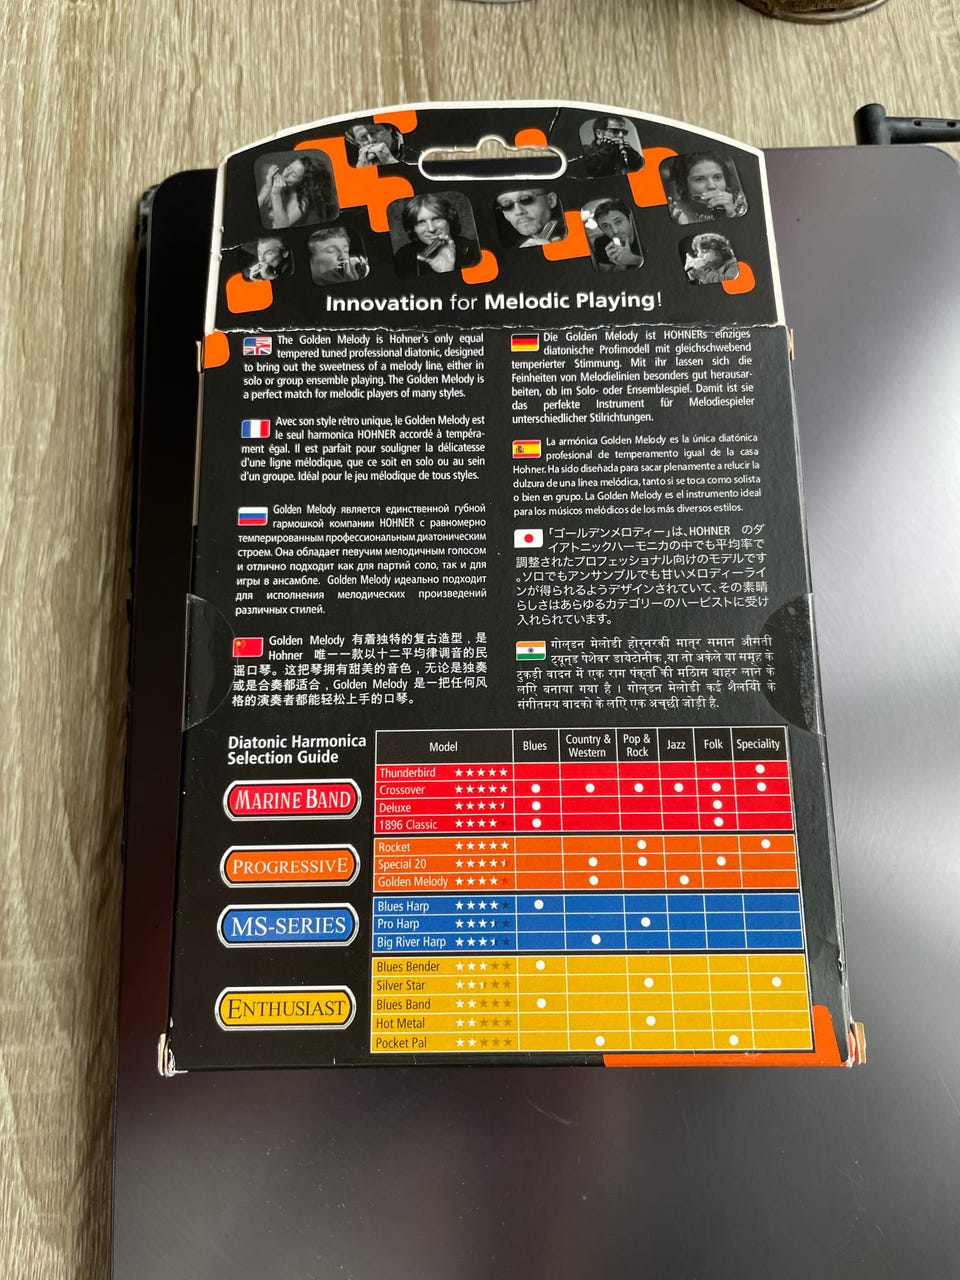 Innovation for Melodic Playing!
The Golden Melody is Hohner's only equal
tempered tuned professional diatonic, designed
to bring out the sweetness of a melody line, either in
solo or group ensemble playing. The Golden Melody is
a perfect match for melodic players of many styles.
Avec son style rétro unique, le Golden Melody est
le seul harmonica HOHNER accordé à tempéra-
ment égal. Il est parfait pour souligner la délicatesse
d'une ligne mélodique, que ce soit en solo ou au sein
d'un groupe. Idéal pour le jeu mélodique de tous styles.
Golden Melody является единственной губной
гармошкой компании HOHNER с равномерно
темперированным профессиональным диатоническим
строем. Она обладает певучим мелодичным голосом
и отлично подходит как для партий соло, так и для
игры в ансамбле. Golden Melody идеально подходит
для исполнения мелодических произведений
различных стилей.
Golden Melody 有着独特的复古造型，是
Hohner 唯一一款以十二平均律调音的民
谣口琴。这把琴拥有甜美的音色，无论是独奏
或是合奏都适合，Golden Melody 是一把任何风
格的演奏者都能轻松上手的口琴。
Die Golden Melody ist HOHNERs einziges
diatonische Profimodell mit gleichschwebend
temperierter Stimmung. Mit ihr lassen sich die
Feinheiten von Melodielinien besonders gut herausar-
beiten, ob im Solo- oder Ensemblespiel. Damit ist sie
das perfekte Instrument für Melodiespieler
unterschiedlicher Stilrichtungen.
La armónica Golden Melody es la única diatónica
profesional de temperamento igual de la casa
Hohner. Ha sido diseñada para sacar plenamente a relucir la
dulzura de una línea melódica, tanto si se toca como solista
o bien en grupo. La Golden Melody es el instrumento ideal
para los músicos melódicos de los más diversos estilos.
「ゴールデンメロディー」は、HOHNER のダ
イアトニックハーモニカの中でも平均率で
調整されたプロフェッショナル向けのモデルです
。ソロでもアンサンブルでも甘いメロディーライ
ンが得られるようデザインされていて、その素晴
らしさはあらゆるカテゴリーのハーピストに受け
入れられています。
गोल्डन मेलोडी होर्नरकी मात्र समान औसती
ट्यून्ड पेशेवर डायेटोनीक ,या तो अकेले या समूह के
टुकड़ी वादन में एक राग पंक्ति की मिठास बाहर लाने के
लिए बनाया गया है । गोल्डन मेलोडी कई शैलियों के
संगीतमय वादकों के लिए एक अच्छी जोड़ी है.
Diatonic Harmonica
Selection Guide
Model Blues Country & Western Pop & Rock Jazz Folk Speciality
MARINE BAND
Thunderbird
Crossover
Deluxe
1896 Classic
PROGRESSIVE
Rocket
Special 20
Golden Melody
MS-SERIES
Blues Harp
Pro Harp
Big River Harp
ENTHUSIAST
Blues Bender
Silver Star
Blues Band
Hot Metal
Pocket Pal